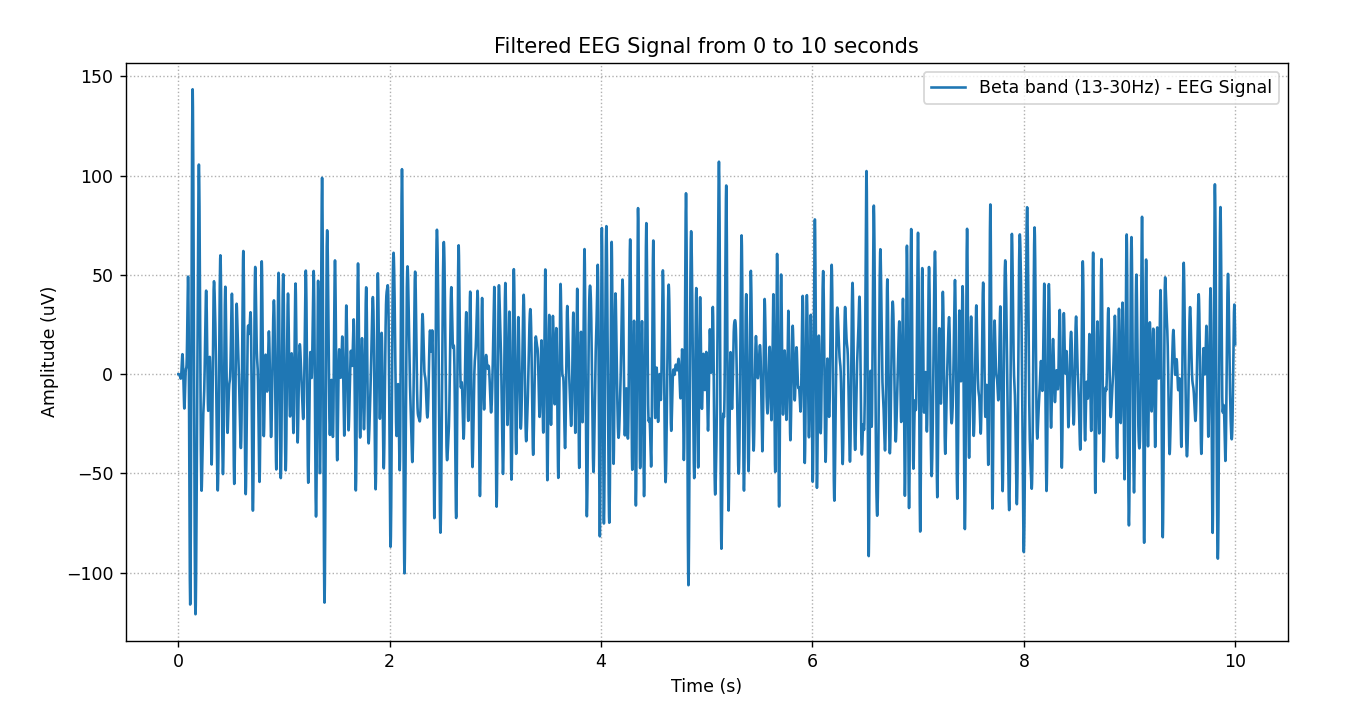 Filtered EEG Signal from 0 to 10 seconds
Beta band (13-30Hz) - EEG Signal
150
100
50
0
−50
−100
Amplitude (uV)
0 2 4 6 8 10
Time (s)